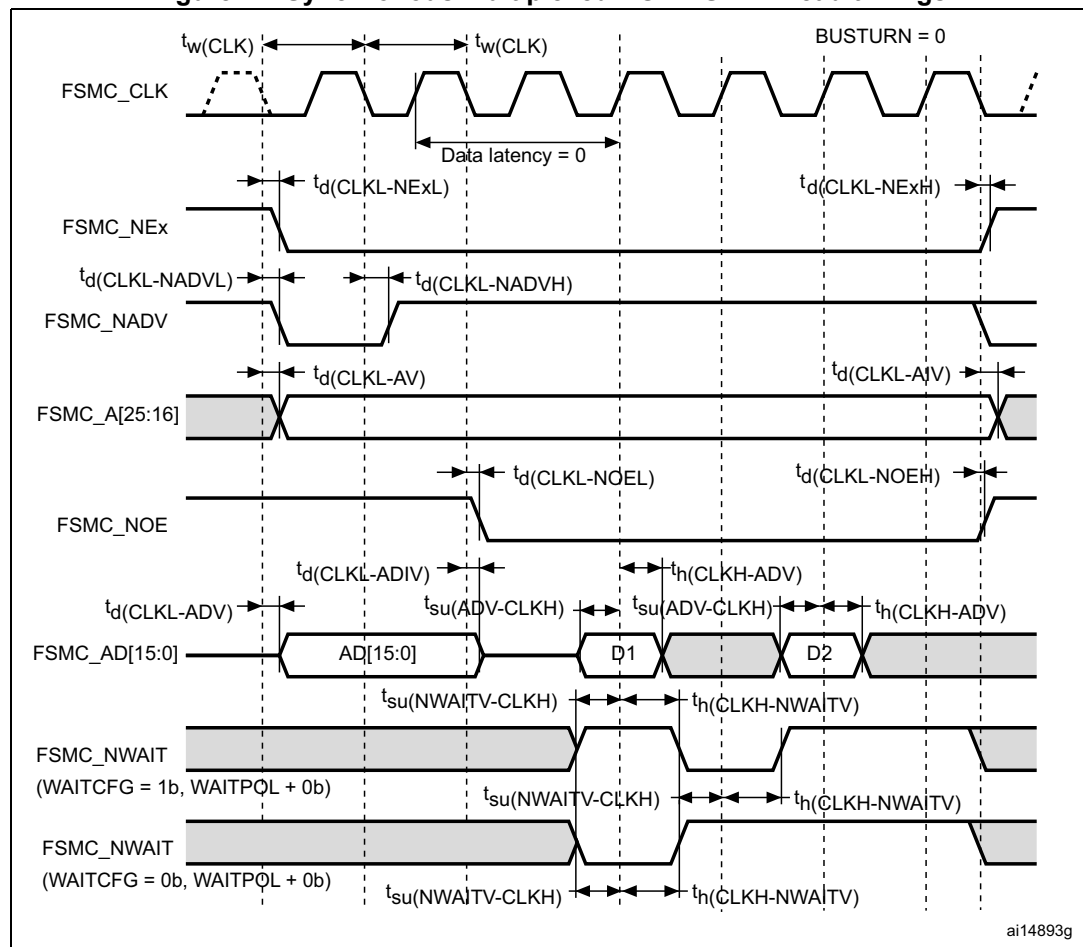 tw(CLK) tw(CLK) BUSTURN = 0
FSMC_CLK
Data latency = 0
td(CLKL-NExL) td(CLKL-NExH)
FSMC_NEx
td(CLKL-NADVL) td(CLKL-NADVH)
FSMC_NADV
td(CLKL-AV) td(CLKL-AIV)
FSMC_A[25:16]
td(CLKL-NOEL) td(CLKL-NOEH)
FSMC_NOE
td(CLKL-ADIV) th(CLKH-ADV)
td(CLKL-ADV) tsu(ADV-CLKH) tsu(ADV-CLKH) th(CLKH-ADV)
FSMC_AD[15:0] AD[15:0] D1 D2
tsu(NWAITV-CLKH) th(CLKH-NWAITV)
FSMC_NWAIT
(WAITCFG = 1b, WAITPOL + 0b)
tsu(NWAITV-CLKH) th(CLKH-NWAITV)
FSMC_NWAIT
(WAITCFG = 0b, WAITPOL + 0b)
tsu(NWAITV-CLKH) th(CLKH-NWAITV)
ai14893g